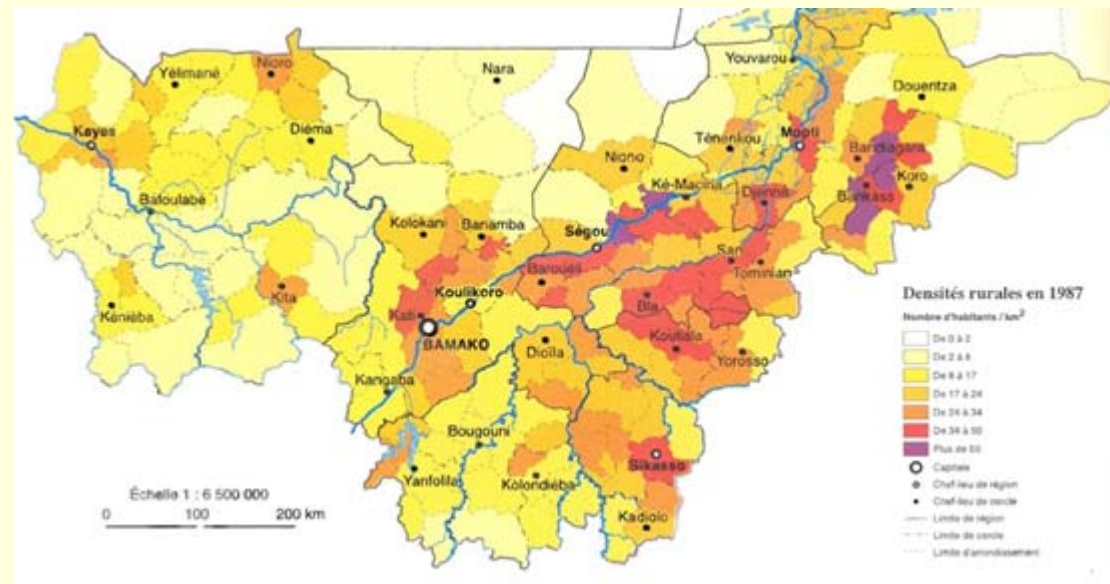 Youvarou
Nioro
Yélimané
Nara
Douentza
Diéma
Kayes
Ténenkou
Mopti
Bandiagara
Niono
Ké-Macina
Koro
Djenné
Bankass
Bafoulabé
Kolokani
Banamba
Ségou
San
Tominian
Baroueli
Koulikoro
Kita
Bla
Kéniéba
Kati
BAMAKO
Koutiala
Dioïla
Yorosso
Kangaba
Bougouni
Sikasso
Yanfolila
Kolondiéba
Kadiolo
Échelle 1 : 6 500 000
0 100 200 km
Densités rurales en 1987
Nombre d'habitants / km²
De 0 à 2
De 2 à 8
De 8 à 17
De 17 à 24
De 24 à 34
De 34 à 50
Plus de 50
Capitale
Chef-lieu de région
Chef-lieu de cercle
Limite de région
Limite de cercle
Limite d'arrondissement